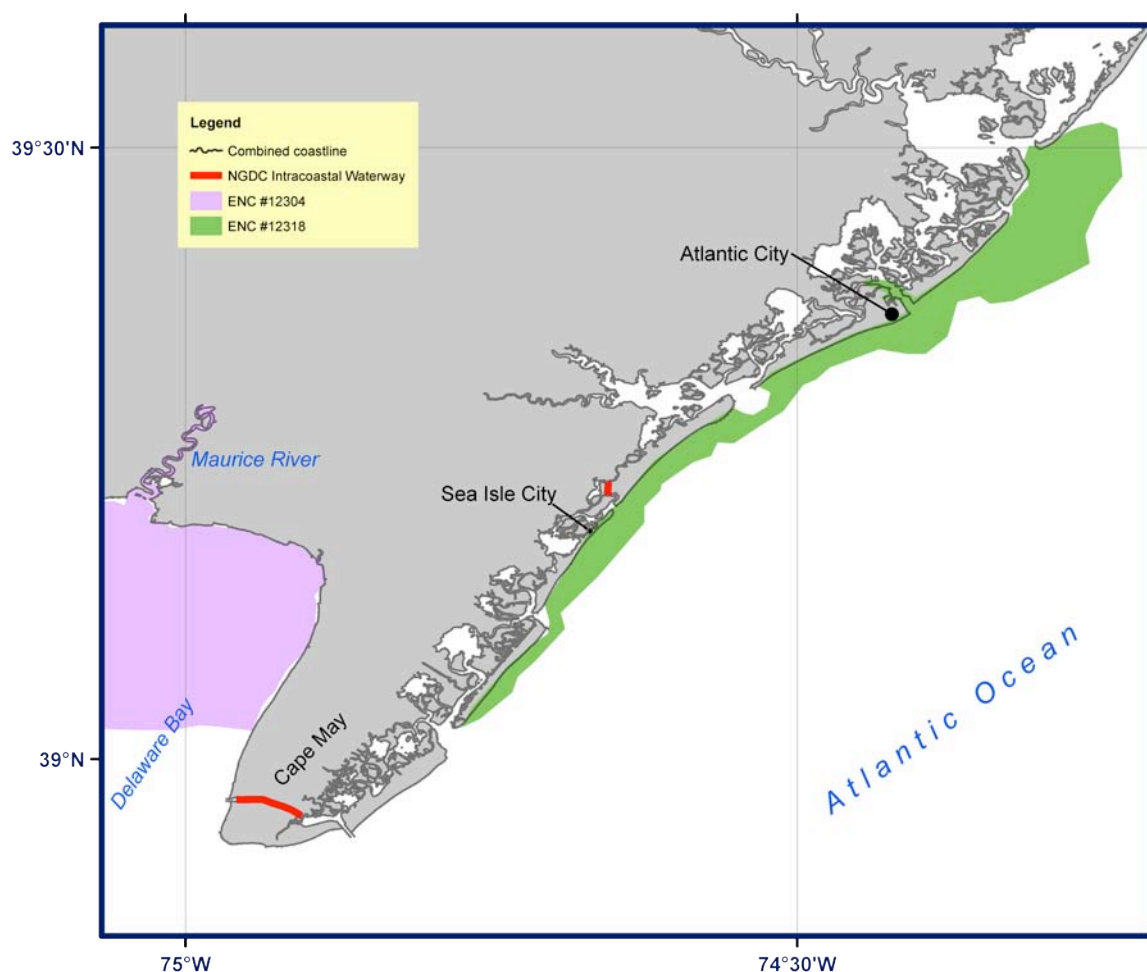 Legend
Combined coastline
NGDC Intracoastal Waterway
ENC #12304
ENC #12318
39°30'N
Atlantic City
Maurice River
Sea Isle City
Atlantic Ocean
Cape May
Delaware Bay
39°N
75°W
74°30'W